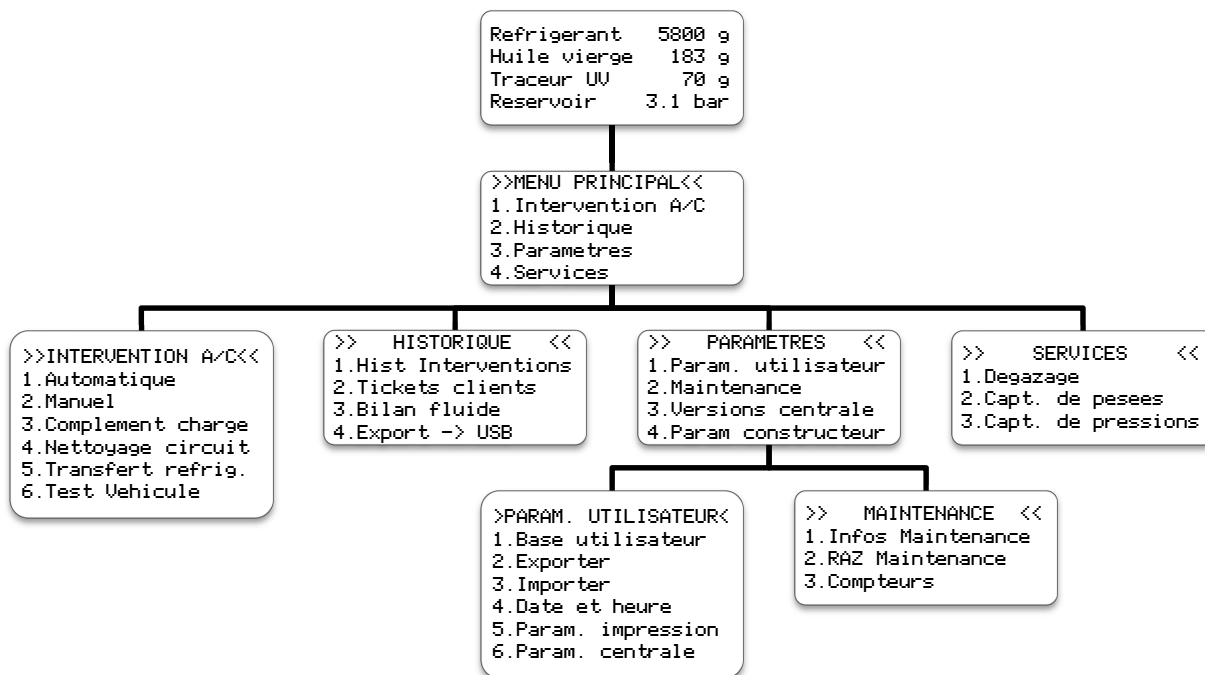 Refrigerant 5800 g
Huile vierge 183 g
Traceur UV 70 g
Reservoir 3.1 bar
>>MENU PRINCIPAL<<
1.Intervention A/C
2.Historique
3.Parametres
4.Services
>>INTERVENTION A/C<<
1.Automatique
2.Manuel
3.Complement charge
4.Nettoyage circuit
5.Transfert refrig.
6.Test Vehicule
>> HISTORIQUE <<
1.Hist Interventions
2.Tickets clients
3.Bilan fluide
4.Export -> USB
>> PARAMETRES <<
1.Param. utilisateur
2.Maintenance
3.Versions centrale
4.Param constructeur
>> SERVICES <<
1.Degazage
2.Capt. de pesees
3.Capt. de pressions
>PARAM. UTILISATEUR<
1.Base utilisateur
2.Exporter
3.Importer
4.Date et heure
5.Param. impression
6.Param. centrale
>> MAINTENANCE <<
1.Infos Maintenance
2.RAZ Maintenance
3.Compteurs